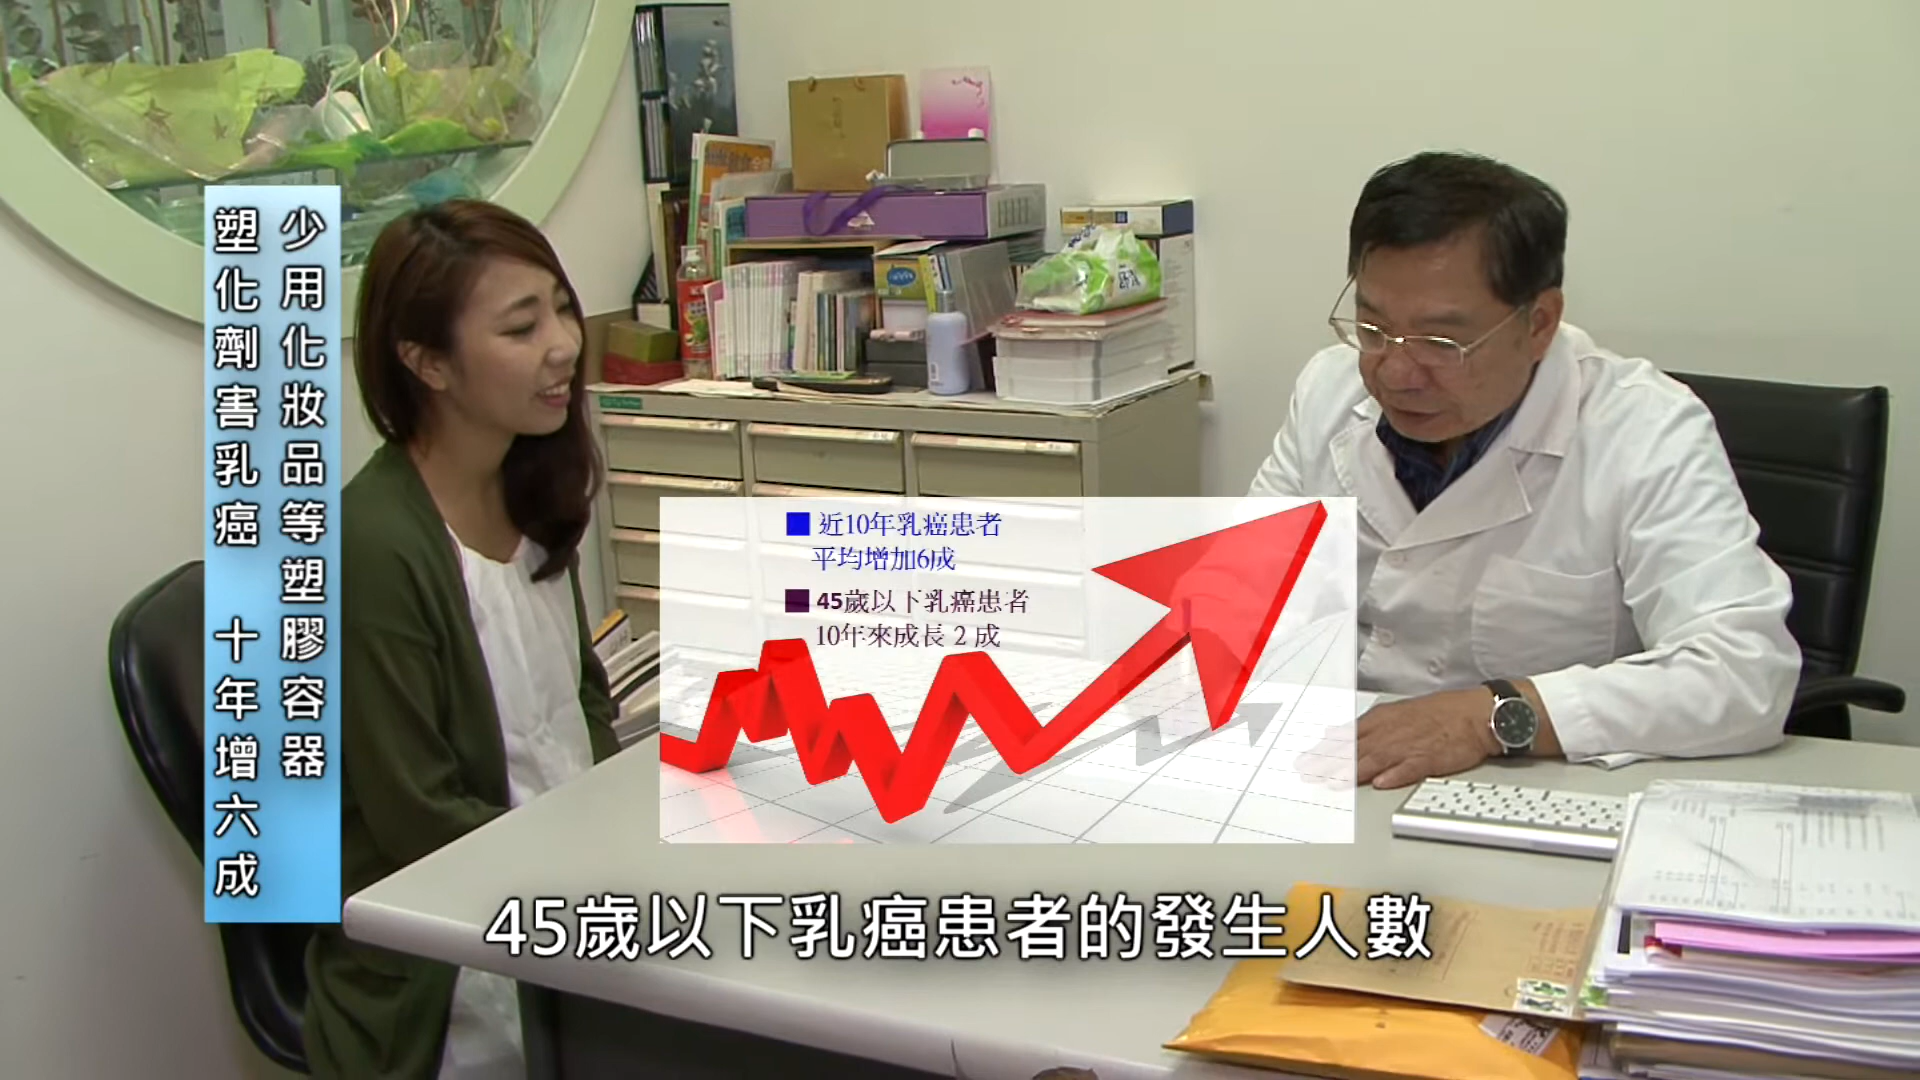 少用化妝品等塑膠容器
塑化劑害乳癌 十年增六成
近10年乳癌患者
平均增加6成
45歲以下乳癌患者
10年來成長2成
45歲以下乳癌患者的發生人數